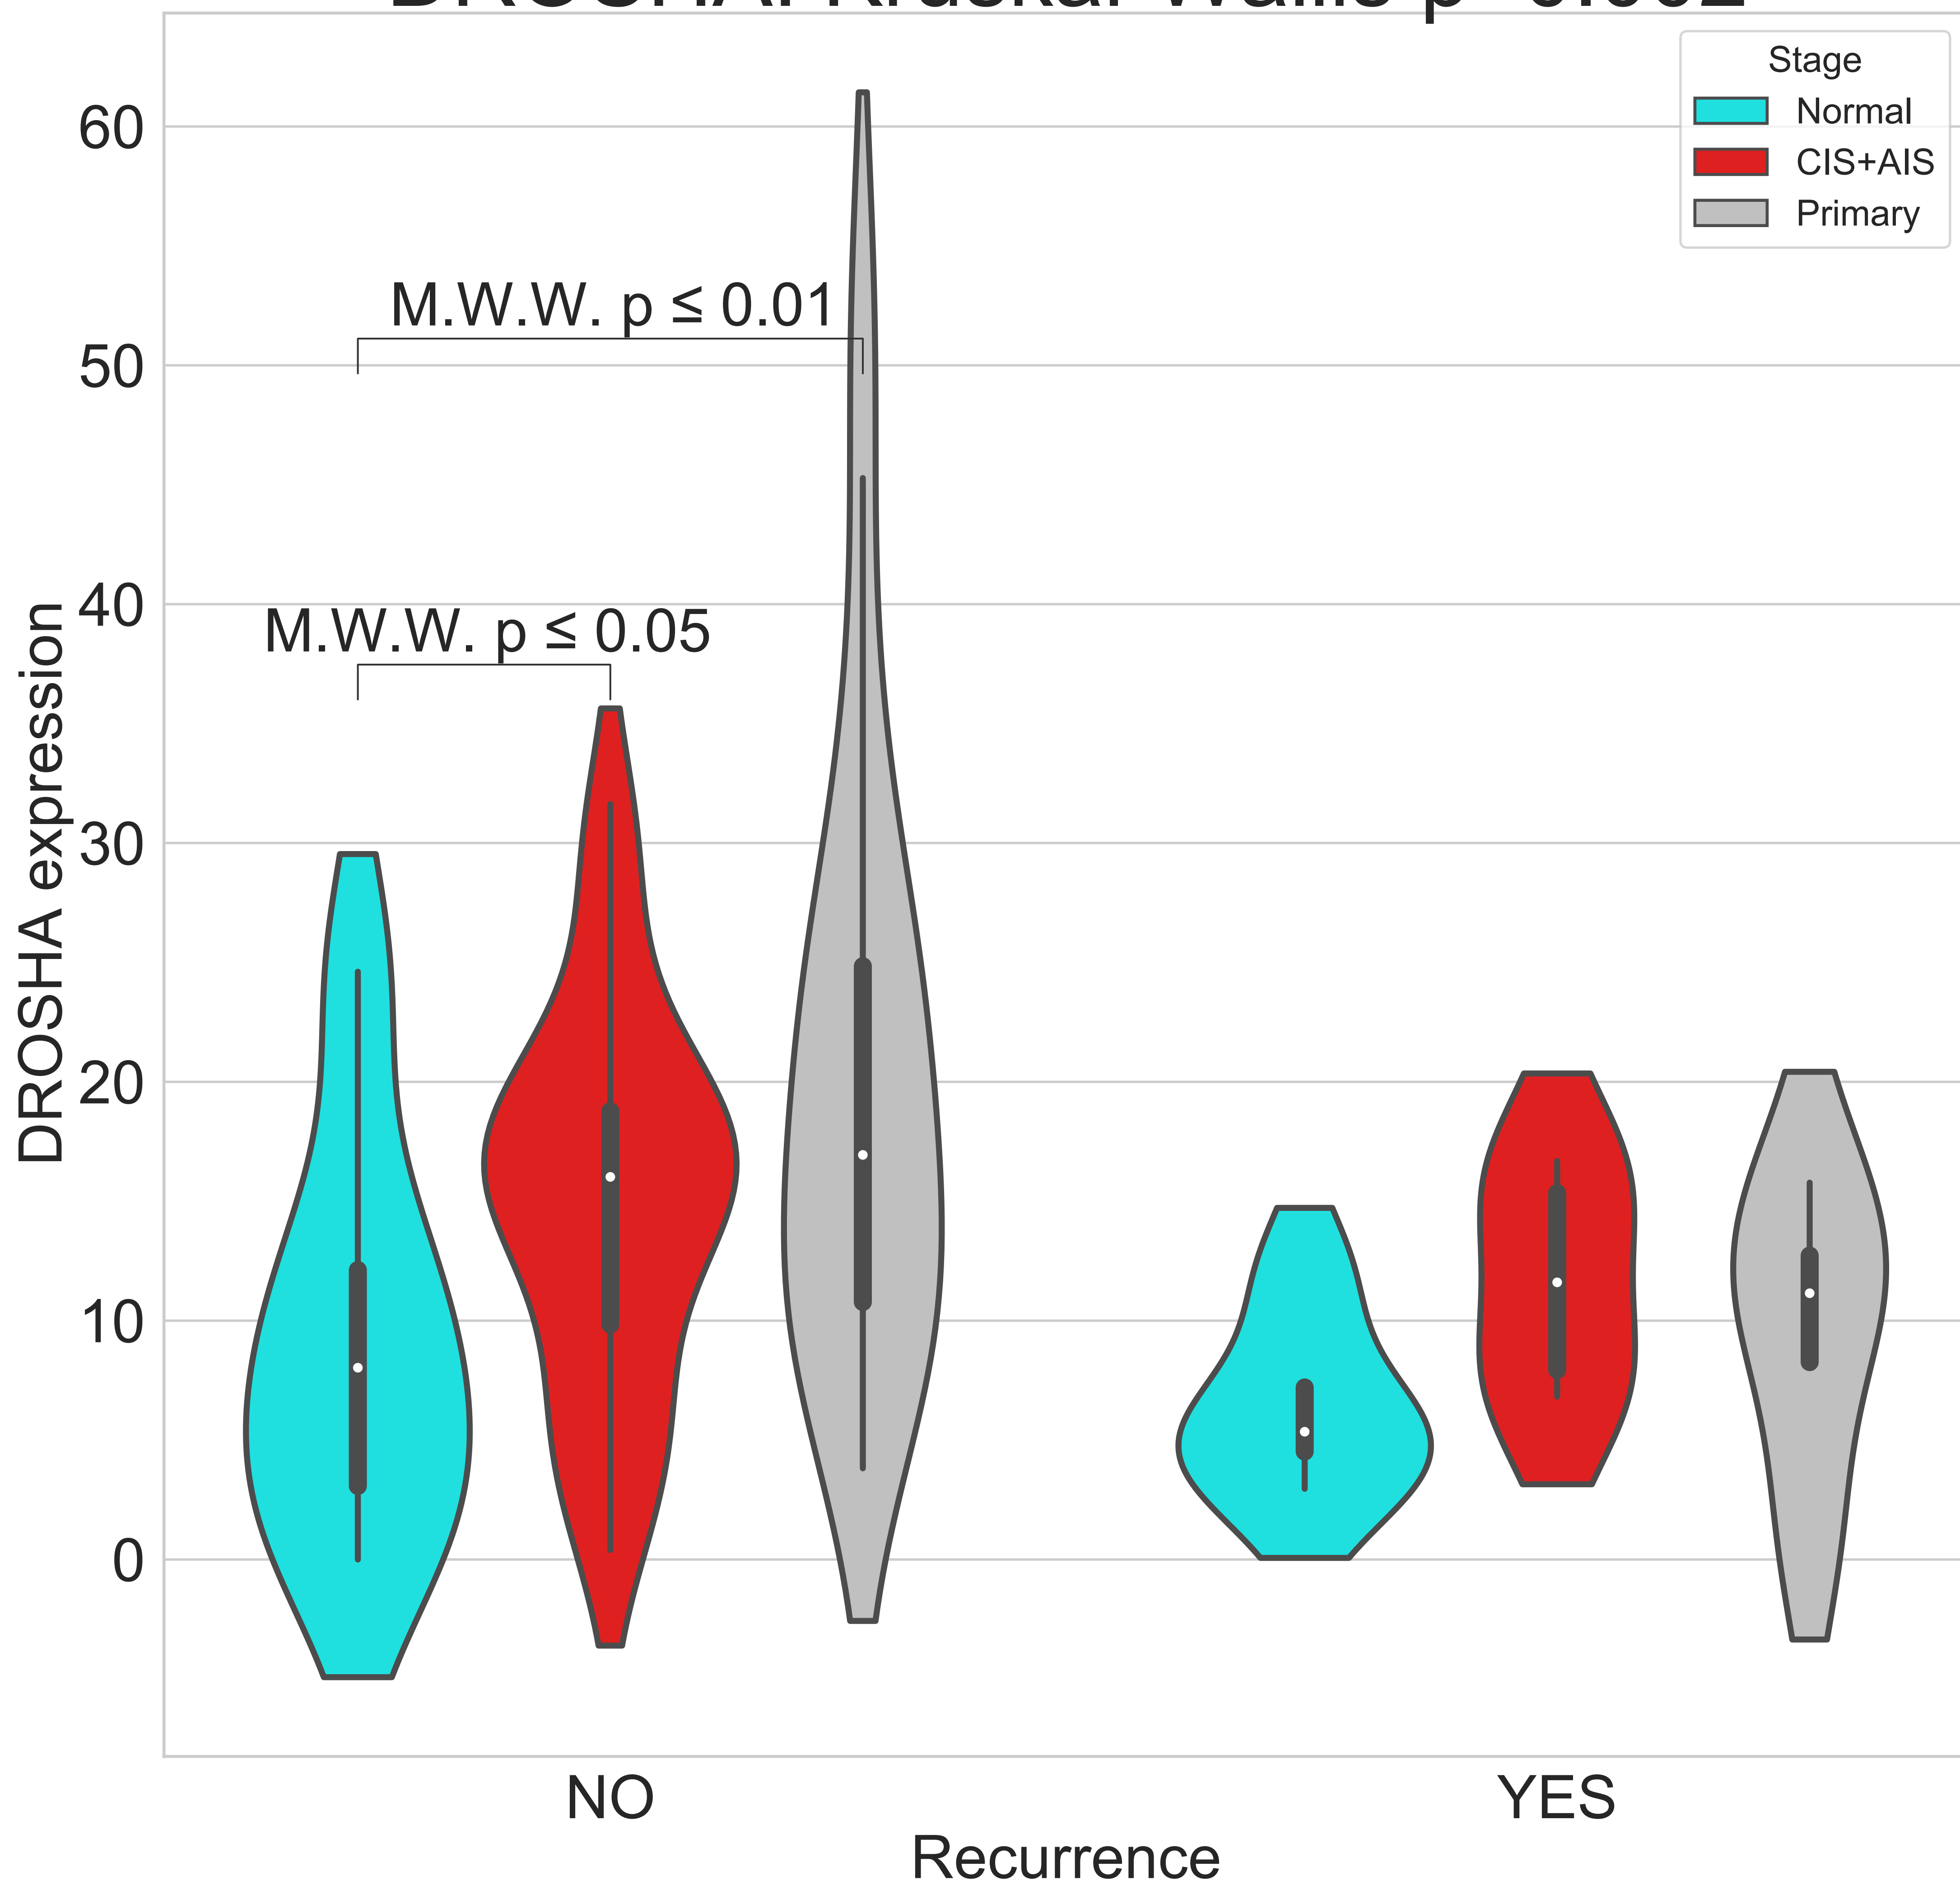 Stage
Normal
CIS+AIS
Primary
60
50
40
30
20
10
0
M.W.W. p ≤ 0.01
M.W.W. p ≤ 0.05
DROSHA expression
NO
YES
Recurrence